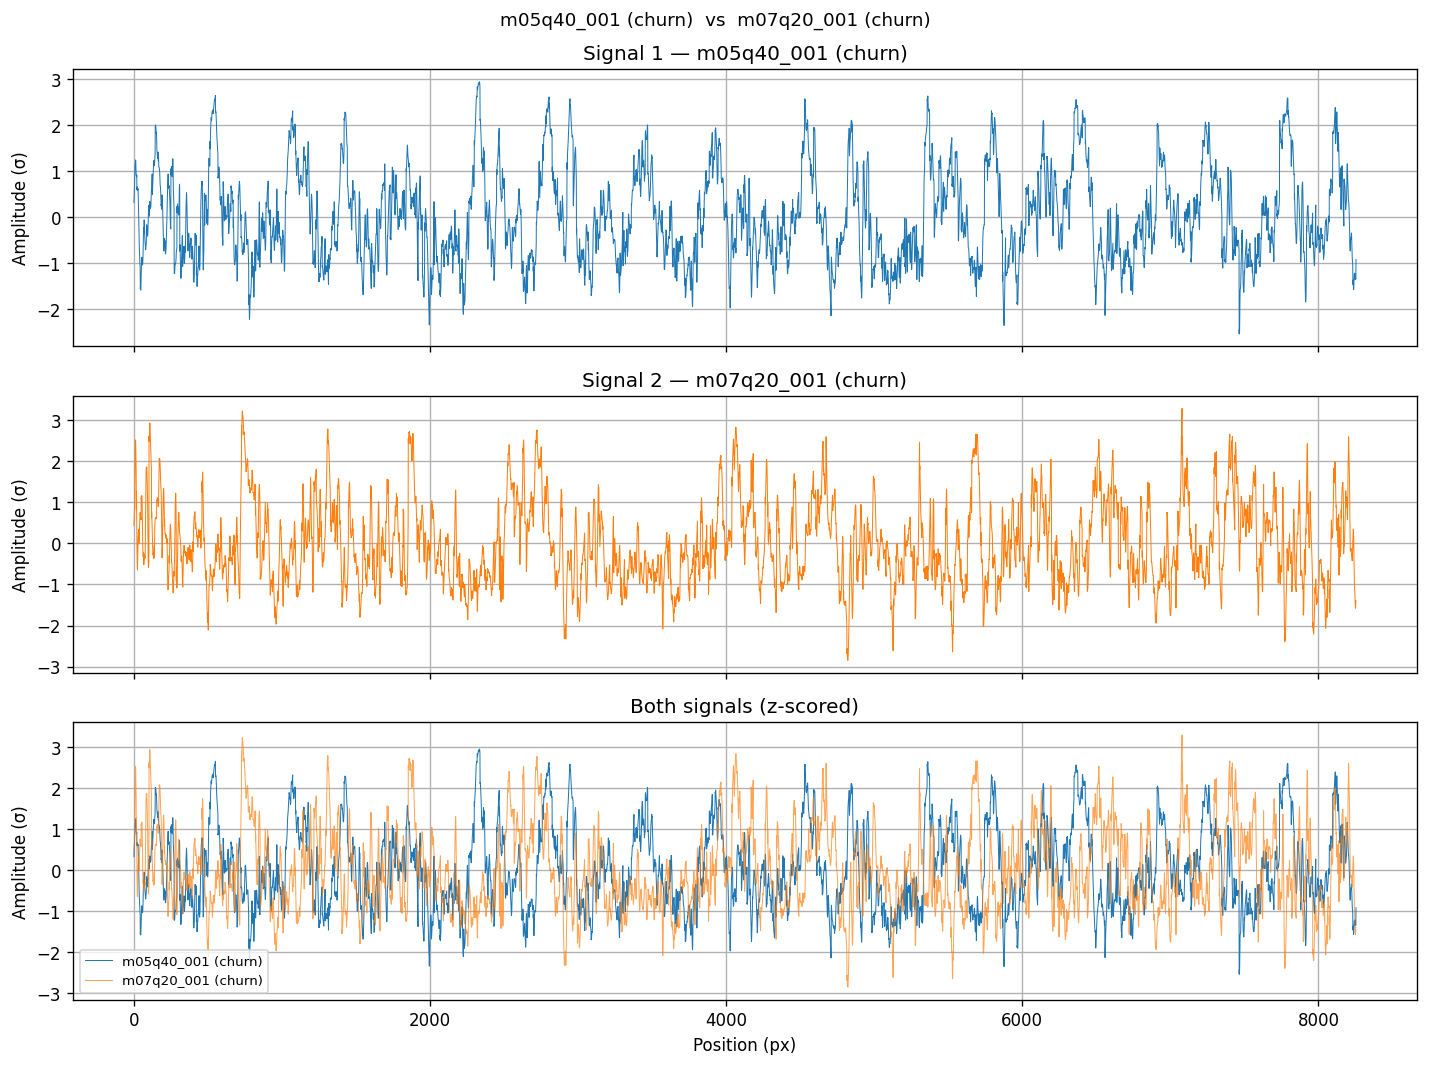 m05q40_001 (churn)  vs  m07q20_001 (churn)
Signal 1 — m05q40_001 (churn)
3
2
1
0
−1
−2
Amplitude (σ)
Signal 2 — m07q20_001 (churn)
3
2
1
0
−1
−2
−3
Amplitude (σ)
Both signals (z-scored)
3
2
1
0
−1
−2
−3
Amplitude (σ)
m05q40_001 (churn)
m07q20_001 (churn)
0 2000 4000 6000 8000
Position (px)